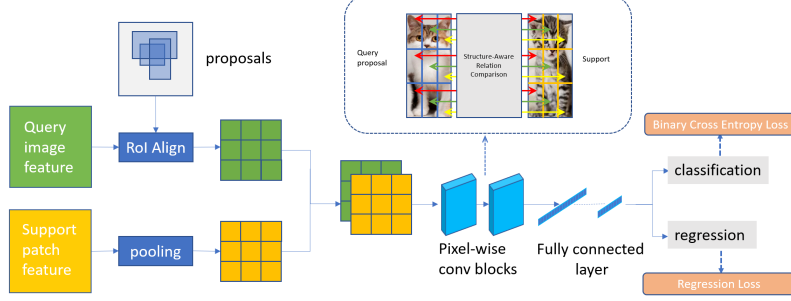 proposals
Query
proposal
Structure-Aware
Relation
Comparison
Support
Query
image
feature
RoI Align
Support
patch
feature
pooling
Pixel-wise
conv blocks
Fully connected
layer
Binary Cross Entropy Loss
classification
regression
Regression Loss